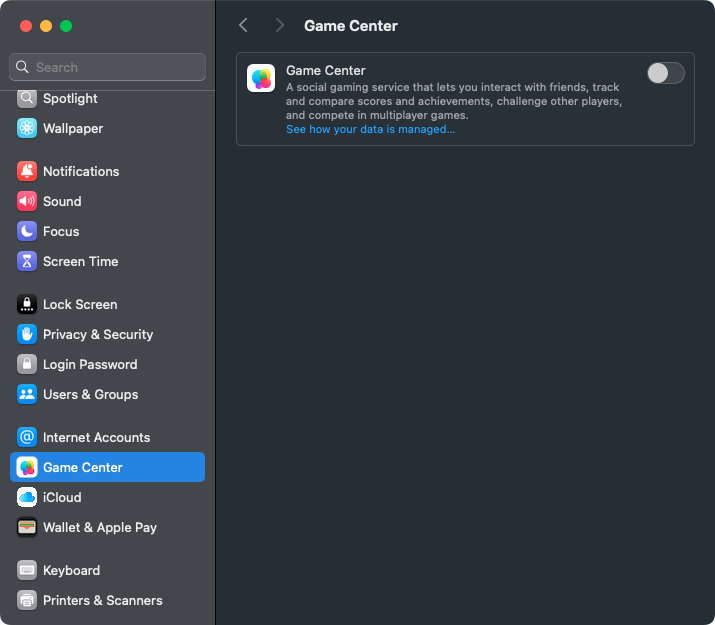 Game Center
Search
Spotlight
Wallpaper
Notifications
Sound
Focus
Screen Time
Lock Screen
Privacy & Security
Login Password
Users & Groups
Internet Accounts
Game Center
iCloud
Wallet & Apple Pay
Keyboard
Printers & Scanners
Game Center
A social gaming service that lets you interact with friends, track
and compare scores and achievements, challenge other players,
and compete in multiplayer games.
See how your data is managed...